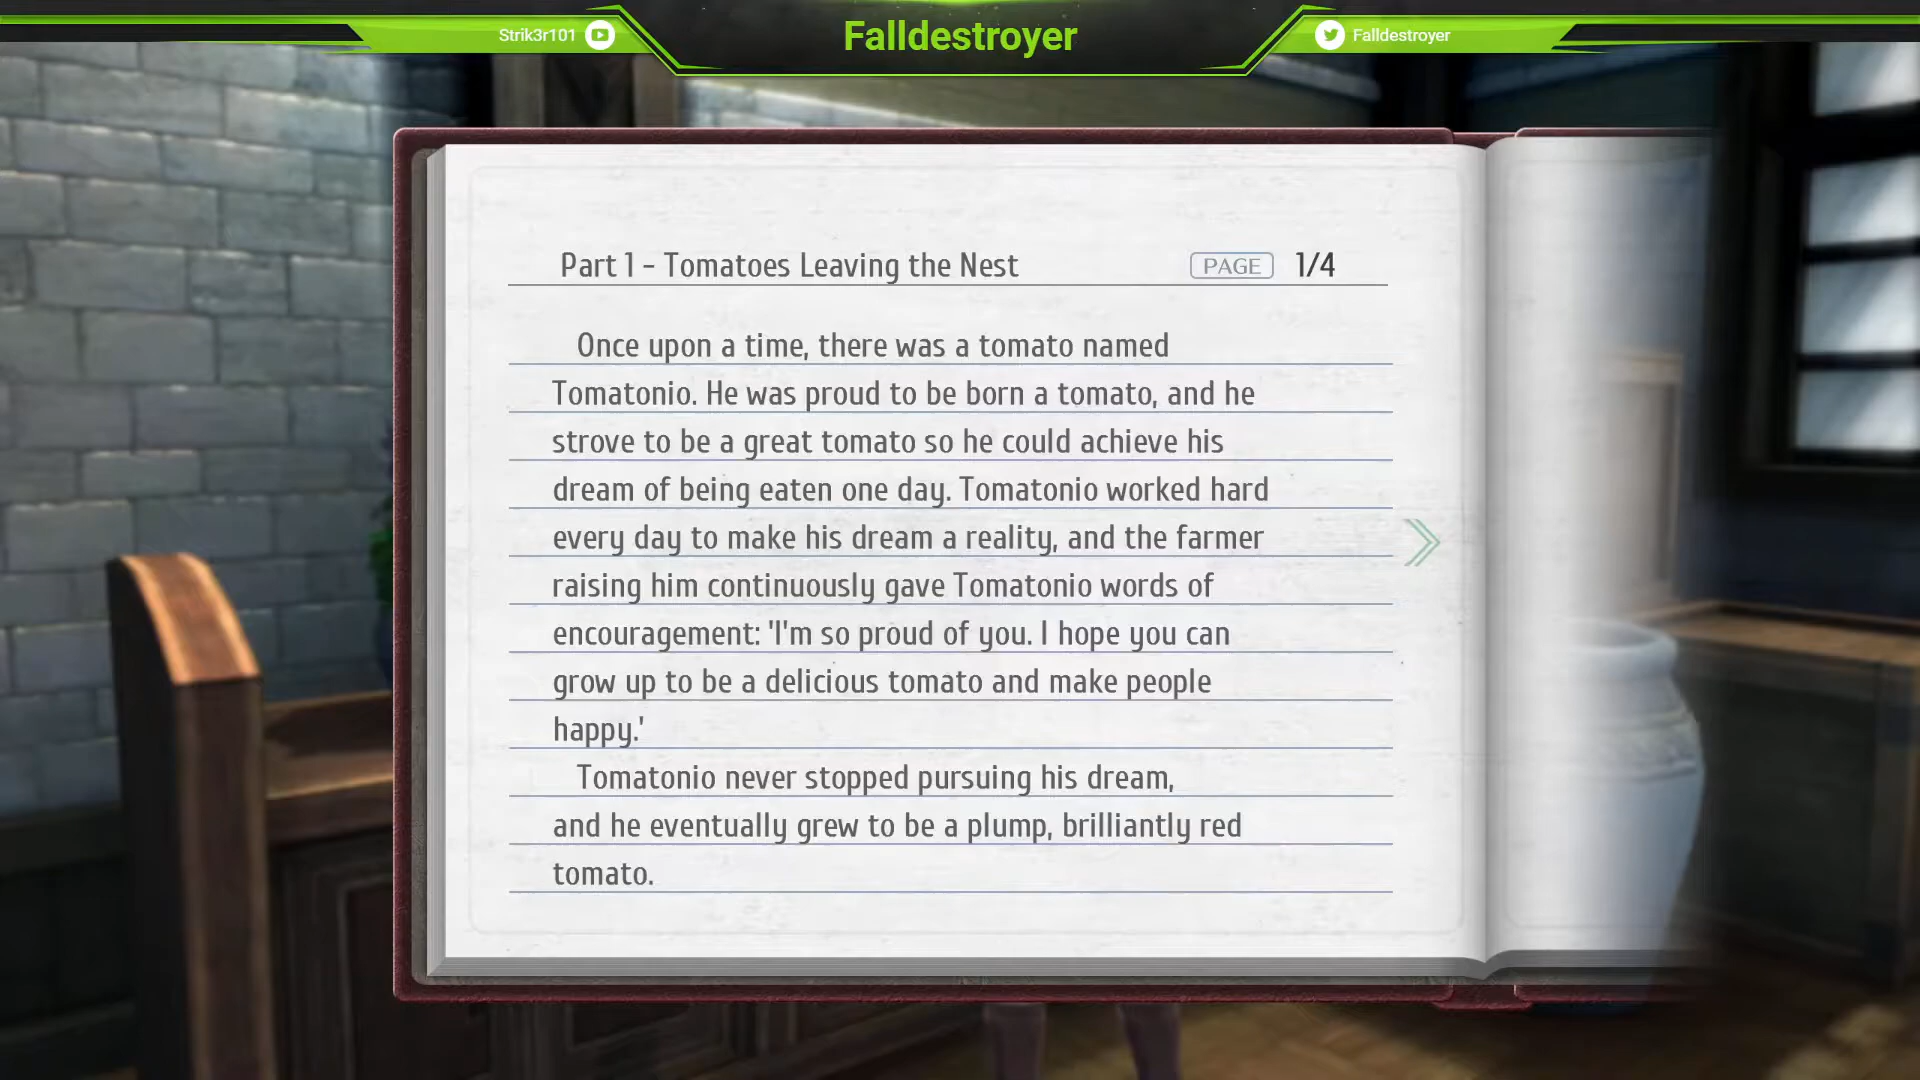 Strik3r101
Falldestroyer
Falldestroyer
Part 1 - Tomatoes Leaving the Nest PAGE 1/4
Once upon a time, there was a tomato named
Tomatonio. He was proud to be born a tomato, and he
strove to be a great tomato so he could achieve his
dream of being eaten one day. Tomatonio worked hard
every day to make his dream a reality, and the farmer
raising him continuously gave Tomatonio words of
encouragement: 'I'm so proud of you. I hope you can
grow up to be a delicious tomato and make people
happy.'
Tomatonio never stopped pursuing his dream,
and he eventually grew to be a plump, brilliantly red
tomato.